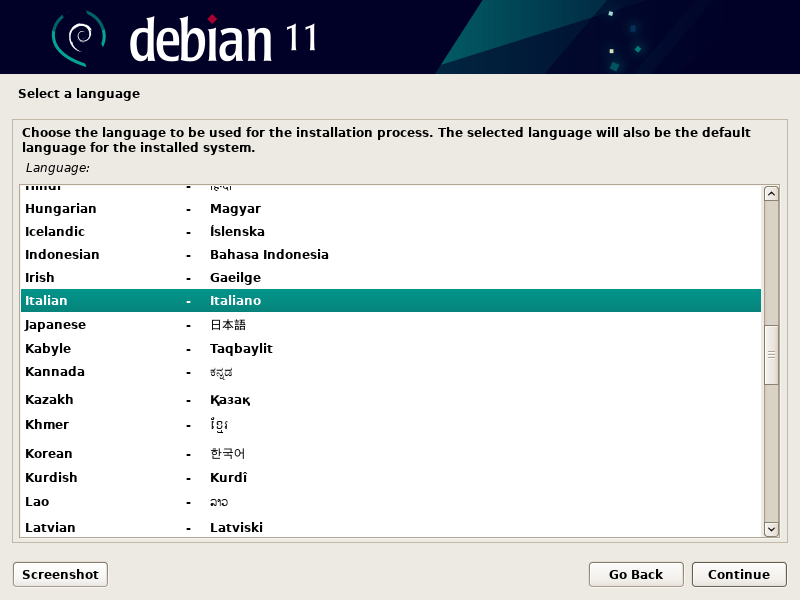 debian 11
Select a language
Choose the language to be used for the installation process. The selected language will also be the default
language for the installed system.
Language:
Hindi - हिन्दी
Hungarian - Magyar
Icelandic - Íslenska
Indonesian - Bahasa Indonesia
Irish - Gaeilge
Italian - Italiano
Japanese - 日本語
Kabyle - Taqbaylit
Kannada - ಕನ್ನಡ
Kazakh - Қазақ
Khmer - ខ្មែរ
Korean - 한국어
Kurdish - Kurdî
Lao - ລາວ
Latvian - Latviski
Screenshot Go Back Continue